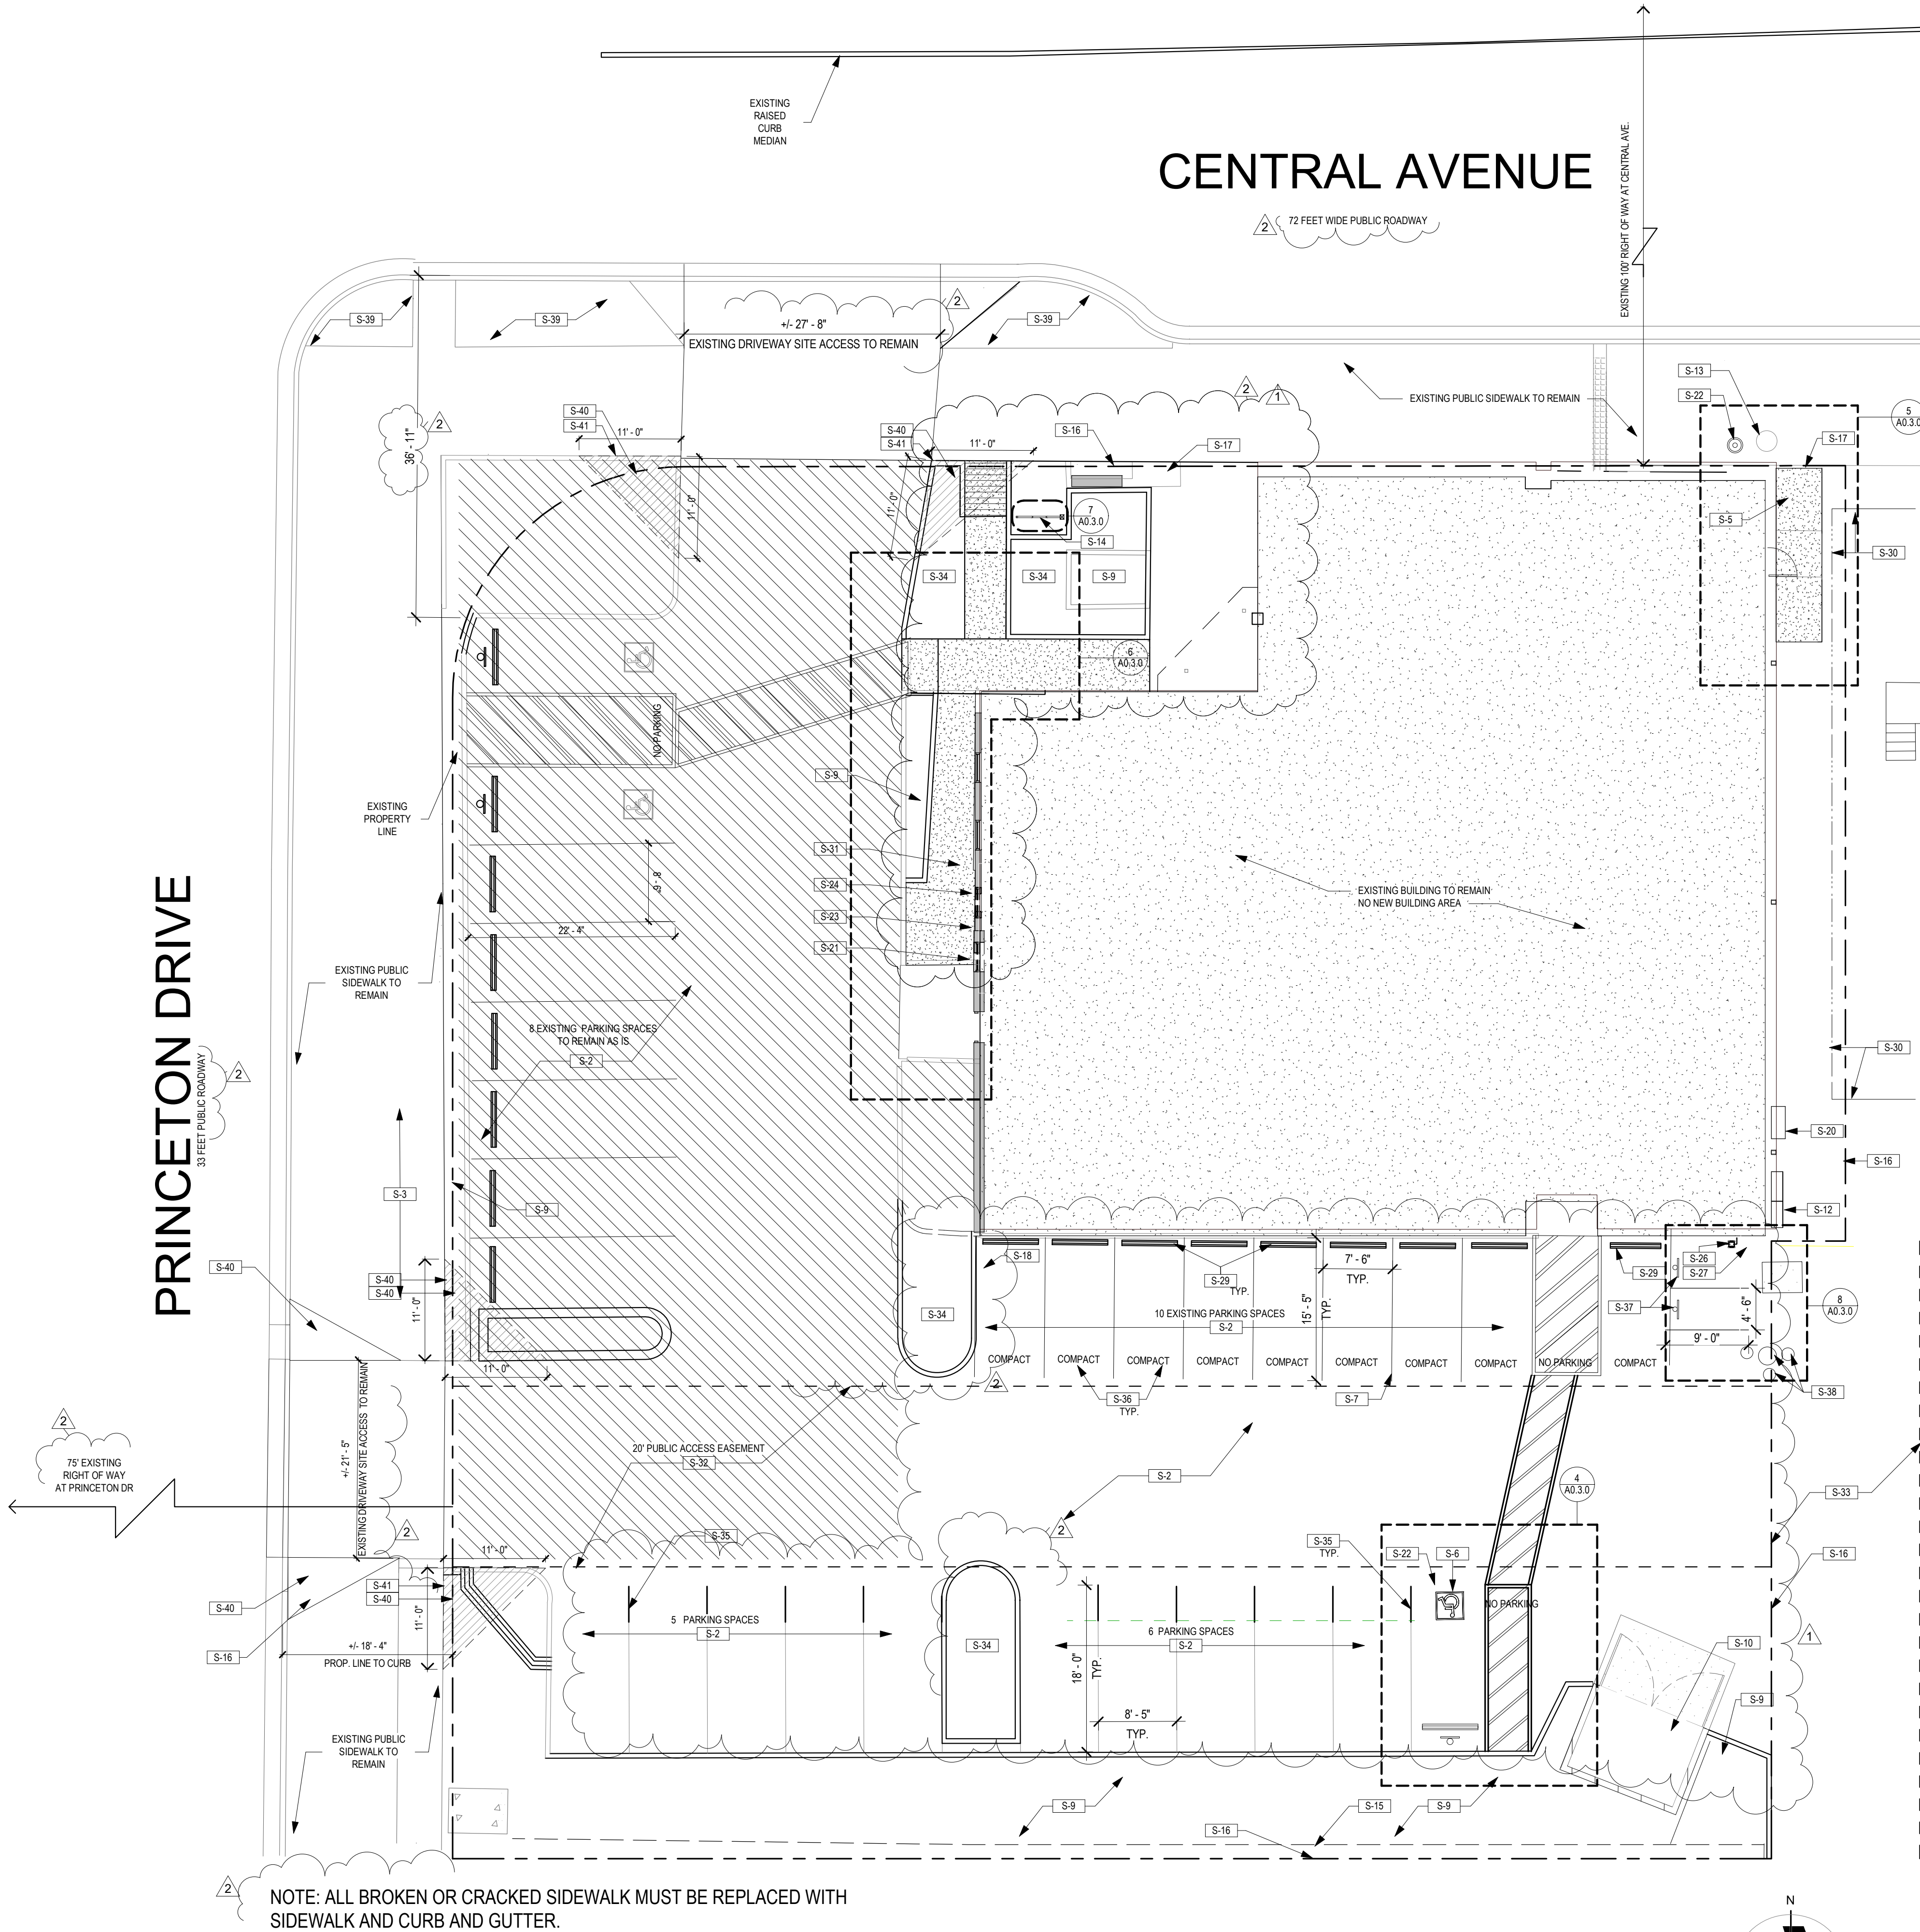 EXISTING
RAISED
CURB
MEDIAN
CENTRAL AVENUE
2
72 FEET WIDE PUBLIC ROADWAY
EXISTING 100' RIGHT OF WAY AT CENTRAL AVE.
S-39
S-39
2
+/- 27' - 8"
EXISTING DRIVEWAY SITE ACCESS TO REMAIN
S-39
S-13
S-22
EXISTING PUBLIC SIDEWALK TO REMAIN
5
A0.3.0
S-17
2
1
2
36' - 11"
S-40
S-41
11' - 0"
11' - 0"
S-40
S-41
11' - 0"
11' - 0"
S-16
S-17
7
A0.3.0
S-14
S-5
S-30
S-34
S-34
S-9
6
A0.3.0
NO PARKING
EXISTING
PROPERTY
LINE
S-9
S-31
S-24
S-23
S-21
22' - 4"
EXISTING BUILDING TO REMAIN
NO NEW BUILDING AREA
PRINCETON DRIVE
33 FEET PUBLIC ROADWAY
2
EXISTING PUBLIC
SIDEWALK TO
REMAIN
8 EXISTING PARKING SPACES
TO REMAIN AS IS
S-2
S-30
S-20
S-16
S-12
S-3
S-9
S-40
S-40
S-40
11' - 0"
11' - 0"
S-18
S-34
S-29
TYP.
7' - 6"
TYP.
15' - 5"
TYP.
10 EXISTING PARKING SPACES
S-2
S-29
S-26
S-27
S-37
4' - 6"
9' - 0"
8
A0.3.0
COMPACT
COMPACT
COMPACT
COMPACT
COMPACT
COMPACT
COMPACT
COMPACT
NO PARKING
COMPACT
2
S-36
TYP.
S-7
S-38
2
75' EXISTING
RIGHT OF WAY
AT PRINCETON DR
+/- 21' - 5"
EXISTING DRIVEWAY SITE ACCESS TO REMAIN
2
20' PUBLIC ACCESS EASEMENT
S-32
S-2
4
A0.3.0
S-33
S-35
2
11' - 0"
S-35
TYP.
S-22
S-6
S-16
S-40
S-41
S-40
11' - 0"
NO PARKING
5 PARKING SPACES
S-2
S-34
6 PARKING SPACES
S-2
1
S-10
S-16
+/- 18' - 4"
PROP. LINE TO CURB
18' - 0"
TYP.
8' - 5"
TYP.
S-9
EXISTING PUBLIC
SIDEWALK TO
REMAIN
S-9
S-15
S-9
S-16
2
NOTE: ALL BROKEN OR CRACKED SIDEWALK MUST BE REPLACED WITH
SIDEWALK AND CURB AND GUTTER.
N